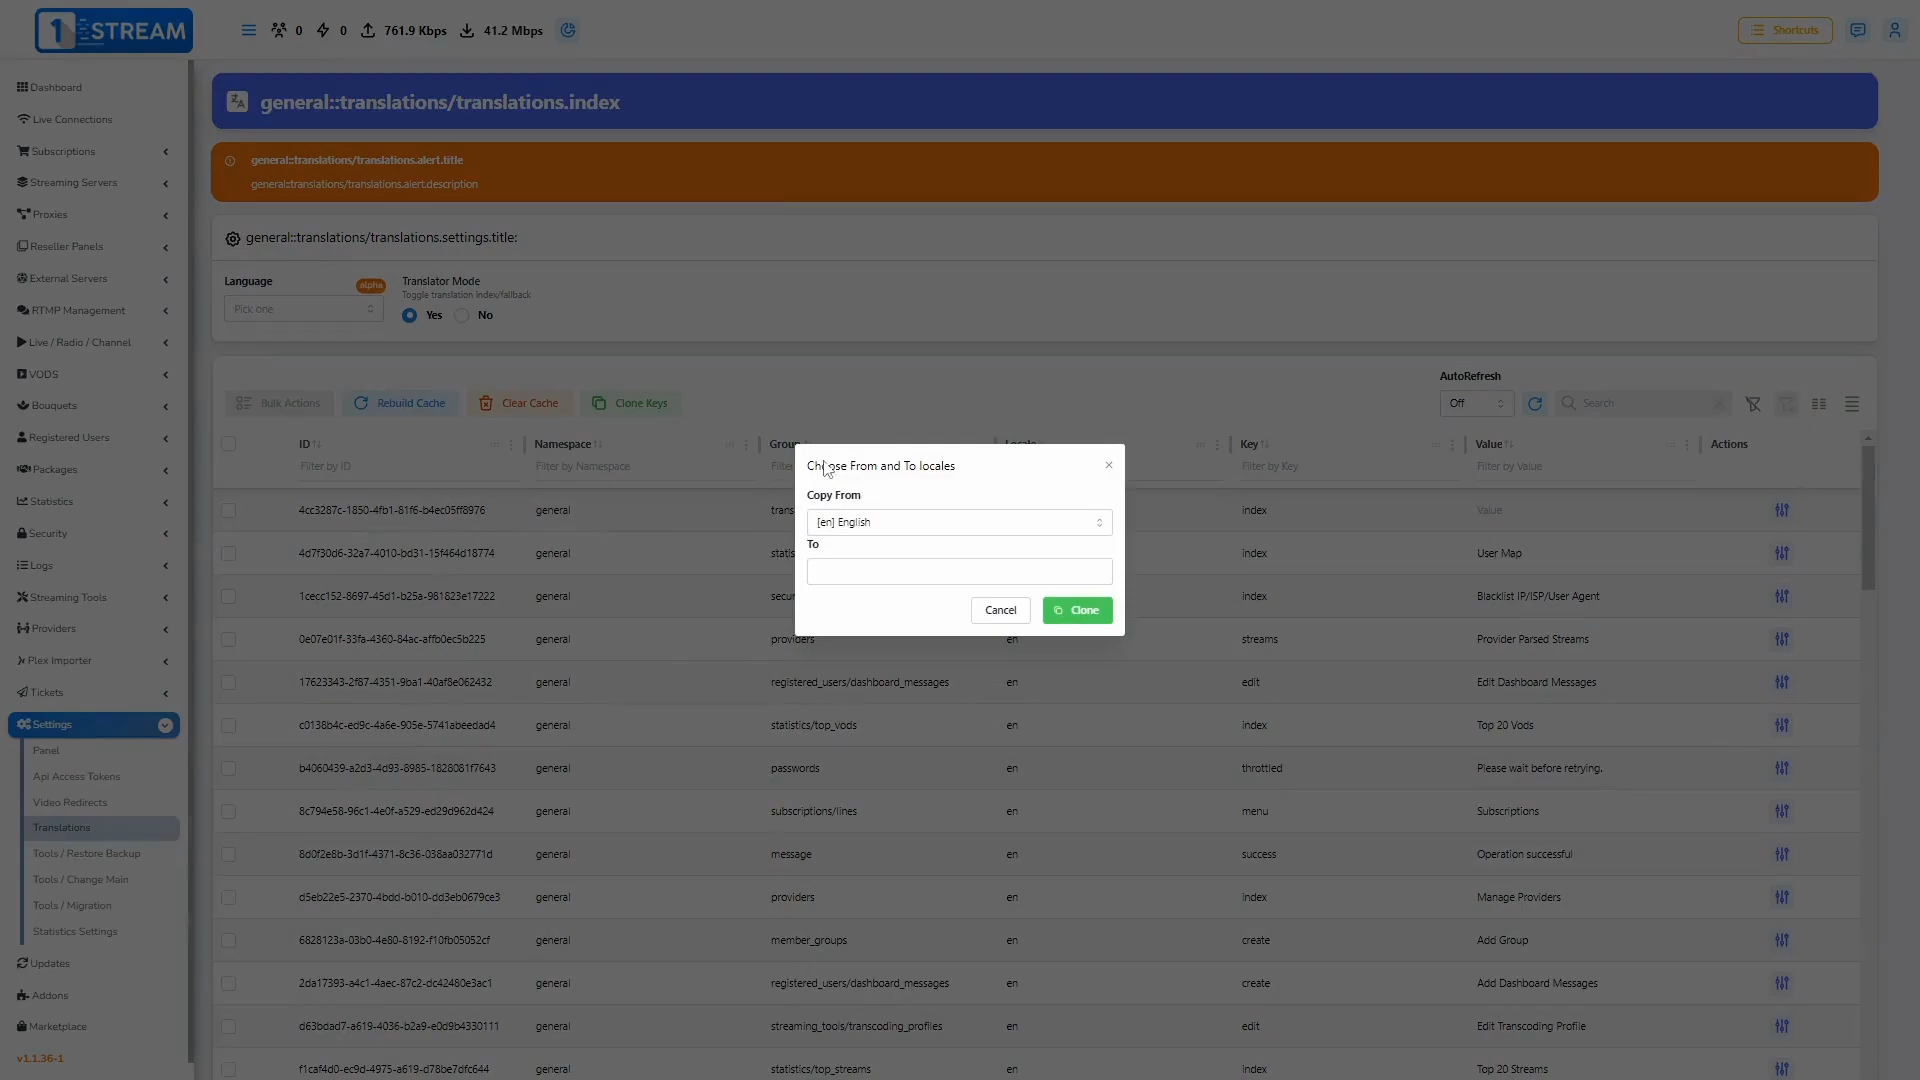 1 STREAM
0
0
761.9 Kbps
41.2 Mbps
Shortcuts
Dashboard
Live Connections
Subscriptions
Streaming Servers
Proxies
Reseller Panels
External Servers
RTMP Management
Live / Radio / Channel
VODS
Bouquets
Registered Users
Packages
Statistics
Security
Logs
Streaming Tools
Providers
Plex Importer
Tickets
Settings
Panel
Api Access Tokens
Video Redirects
Translations
Tools / Restore Backup
Tools / Change Main
Tools / Migration
Statistics Settings
Updates
Addons
Marketplace
v1.1.36-1
general::translations/translations.index
general::translations/translations.alert.title
general::translations/translations.alert.description
general::translations/translations.settings.title:
Language alpha
Pick one
Translator Mode
Toggle translation index/fallback
Yes No
AutoRefresh
Bulk Actions Rebuild Cache Clear Cache Clone Keys Off Search
ID Namespace Group Locale Key Value Actions
Filter by ID Filter by Namespace Filter by Key Filter by Value
Choose From and To locales
Copy From
[en] English
To
Cancel Clone
4cc3287c-1850-4fb1-81f6-b4ec05ff8976 general index Value
4d7f30d6-32a7-4010-bd31-15f464d18774 general index User Map
1cecc152-8697-45d1-b25a-981823e17222 general index Blacklist IP/ISP/User Agent
0e07e01f-33fa-4360-84ac-affb0ec5b225 general providers en streams Provider Parsed Streams
17623343-2f87-4351-9ba1-40af8e062432 general registered_users/dashboard_messages en edit Edit Dashboard Messages
c0138b4c-ed9c-4a6e-905e-5741abeedad4 general statistics/top_vods en index Top 20 Vods
b4060439-a2d3-4d93-8985-1828081f7643 general passwords en throttled Please wait before retrying.
8c794e58-96c1-4e0f-a529-ed29d962d424 general subscriptions/lines en menu Subscriptions
8d0f2e8b-3d1f-4371-8c36-038aa032771d general message en success Operation successful
d5eb22e5-2370-4bdd-b010-dd3eb0679ce3 general providers en index Manage Providers
6828123a-03b0-4e80-8192-f10fb05052cf general member_groups en create Add Group
2da17393-a4c1-4aec-87c2-dc42480e3ac1 general registered_users/dashboard_messages en create Add Dashboard Messages
d63bdad7-a619-4036-b2a9-e0d9b4330111 general streaming_tools/transcoding_profiles en edit Edit Transcoding Profile
f1caf4d0-ec9d-4975-a619-d78be7dfc644 general statistics/top_streams en index Top 20 Streams